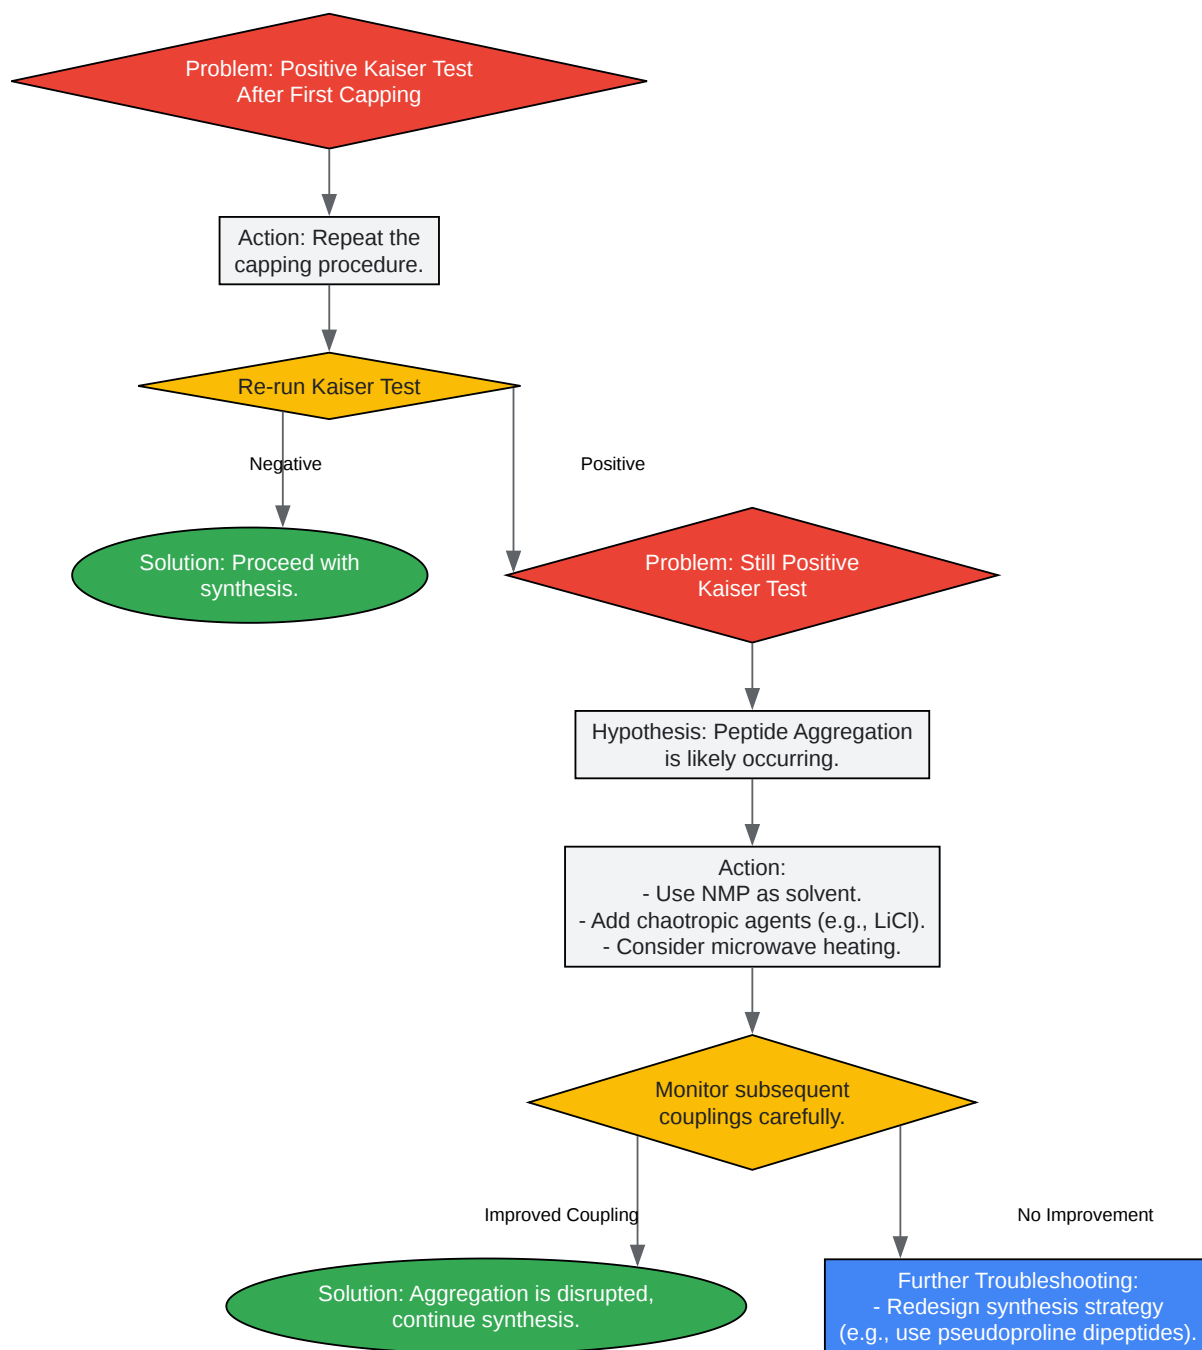 Problem: Positive Kaiser Test
After First Capping
Action: Repeat the
capping procedure.
Re-run Kaiser Test
Negative
Positive
Solution: Proceed with
synthesis.
Problem: Still Positive
Kaiser Test
Hypothesis: Peptide Aggregation
is likely occurring.
Action:
- Use NMP as solvent.
- Add chaotropic agents (e.g., LiCl).
- Consider microwave heating.
Monitor subsequent
couplings carefully.
Improved Coupling
No Improvement
Solution: Aggregation is disrupted,
continue synthesis.
Further Troubleshooting:
- Redesign synthesis strategy
(e.g., use pseudoproline dipeptides).